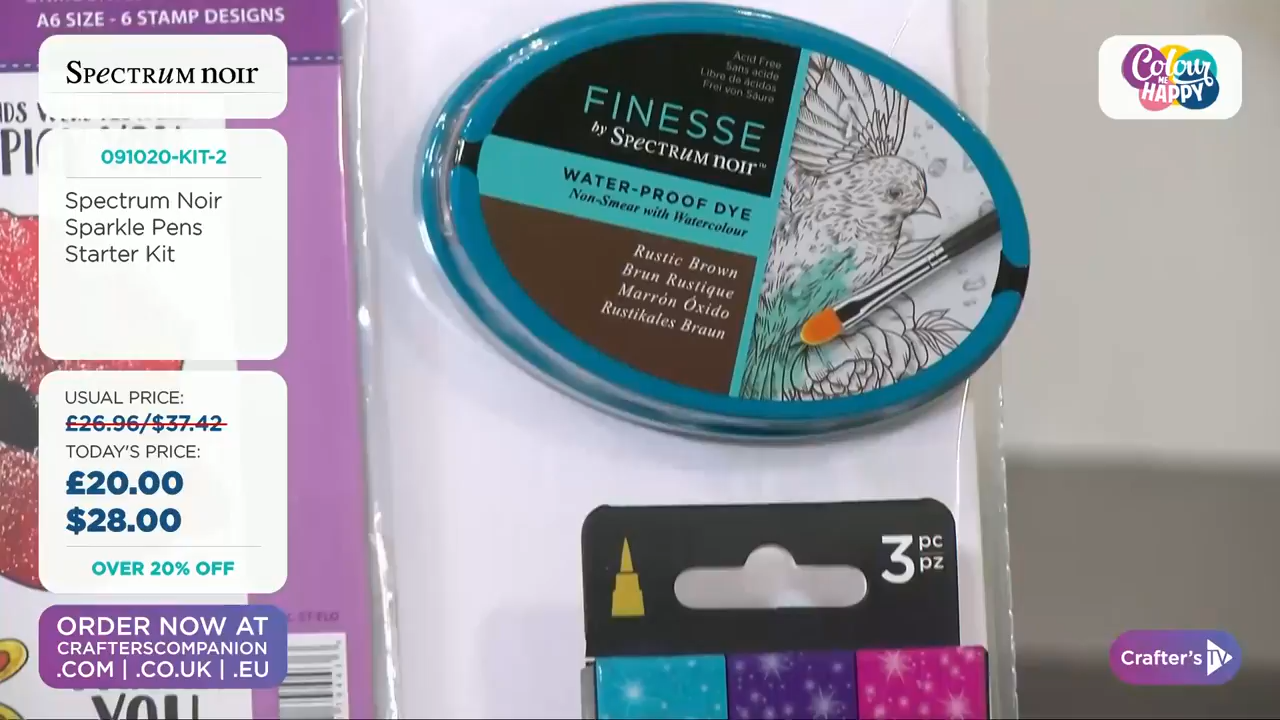 A6 SIZE - 6 STAMP DESIGNS
SPECTRUM NOIR
091020-KIT-2
Spectrum Noir
Sparkle Pens
Starter Kit
USUAL PRICE:
£26.96/$37.42
TODAY'S PRICE:
£20.00
$28.00
OVER 20% OFF
ORDER NOW AT
CRAFTERSCOMPANION
.COM | .CO.UK | .EU
YOU
Acid Free
Sans acide
Libre de ácidos
Frei von Säure
FINESSE
by SPECTRUM NOIR™
WATER-PROOF DYE
Non-Smear with Watercolour
Rustic Brown
Brun Rustique
Marrón Óxido
Rustikales Braun
3 pc
pz
Colour
ME
HAPPY
Crafter's TV